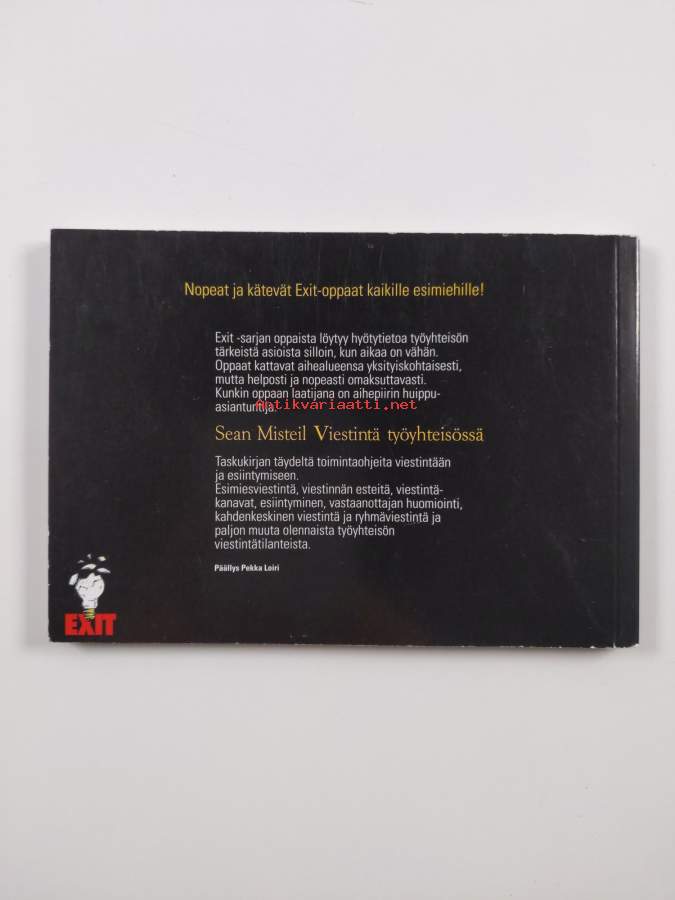 Nopeat ja kätevät Exit-oppaat kaikille esimiehille!
Exit -sarjan oppaista löytyy hyötytietoa työyhteisön
tärkeistä asioista silloin, kun aikaa on vähän.
Oppaat kattavat aihealueensa yksityiskohtaisesti,
mutta helposti ja nopeasti omaksuttavasti.
Kunkin oppaan laatijana on aihepiirin huippu-
asiantuntija.
Antikvariaatti.net
Sean Misteil Viestintä työyhteisössä
Taskukirjan täydeltä toimintaohjeita viestintään
ja esiintymiseen.
Esimiesviestintä, viestinnän esteitä, viestintä-
kanavat, esiintyminen, vastaanottajan huomiointi,
kahdenkeskinen viestintä ja ryhmäviestintä ja
paljon muuta olennaista työyhteisön
viestintätilanteista.
Päällys Pekka Loiri
EXIT